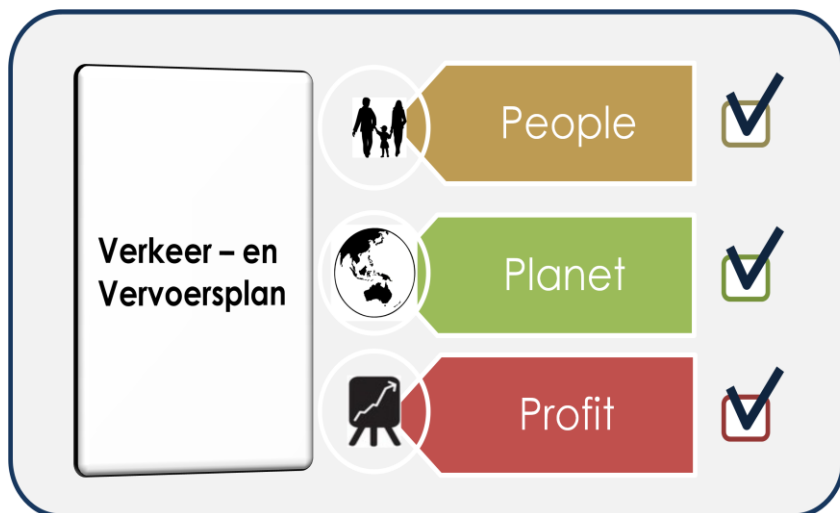 Verkeer – en
Vervoersplan
People
Planet
Profit